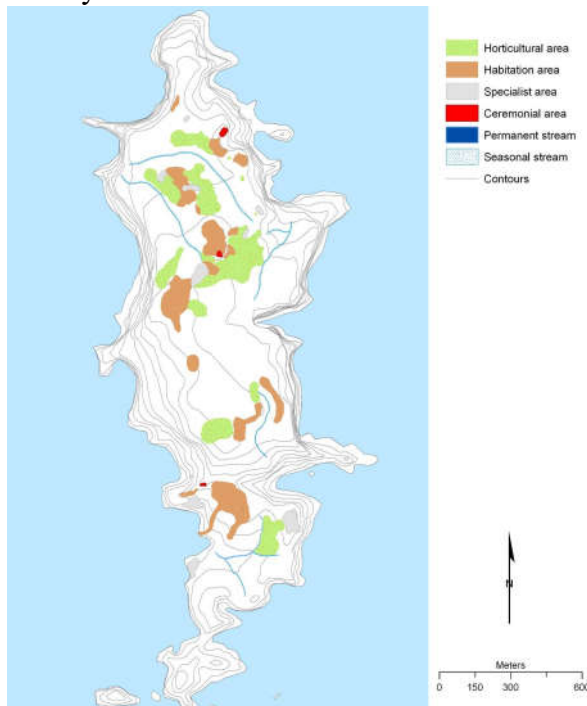 Horticultural area
Habitation area
Specialist area
Ceremonial area
Permanent stream
Seasonal stream
Contours
N
Meters
0 150 300 600